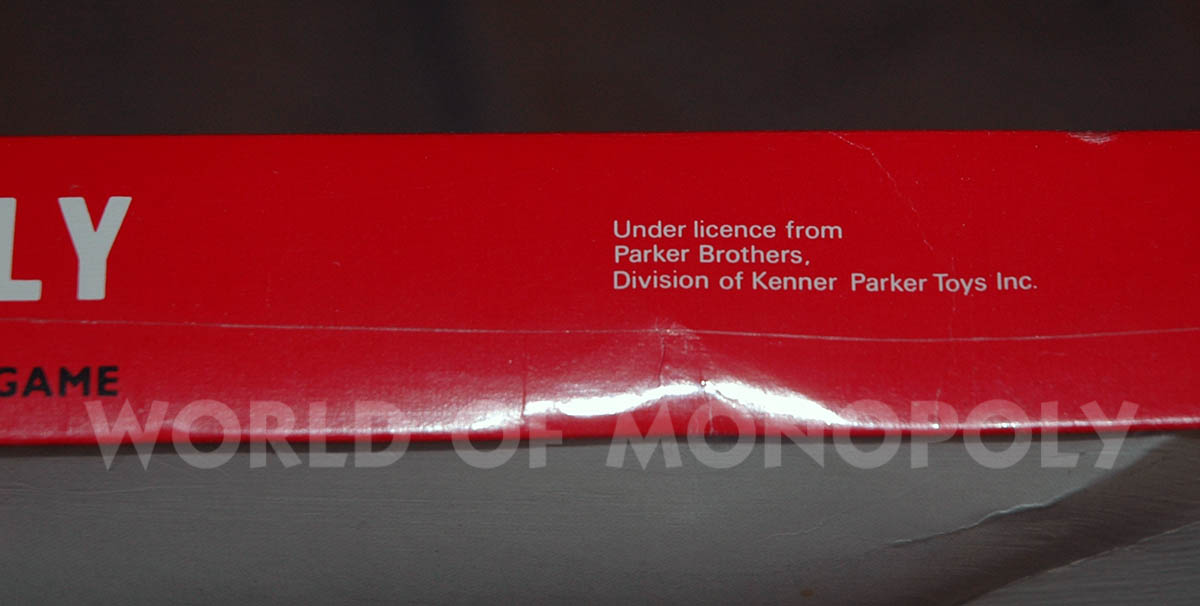 LY
Under licence from
Parker Brothers,
Division of Kenner Parker Toys Inc.
GAME
WORLD OF MONOPOLY